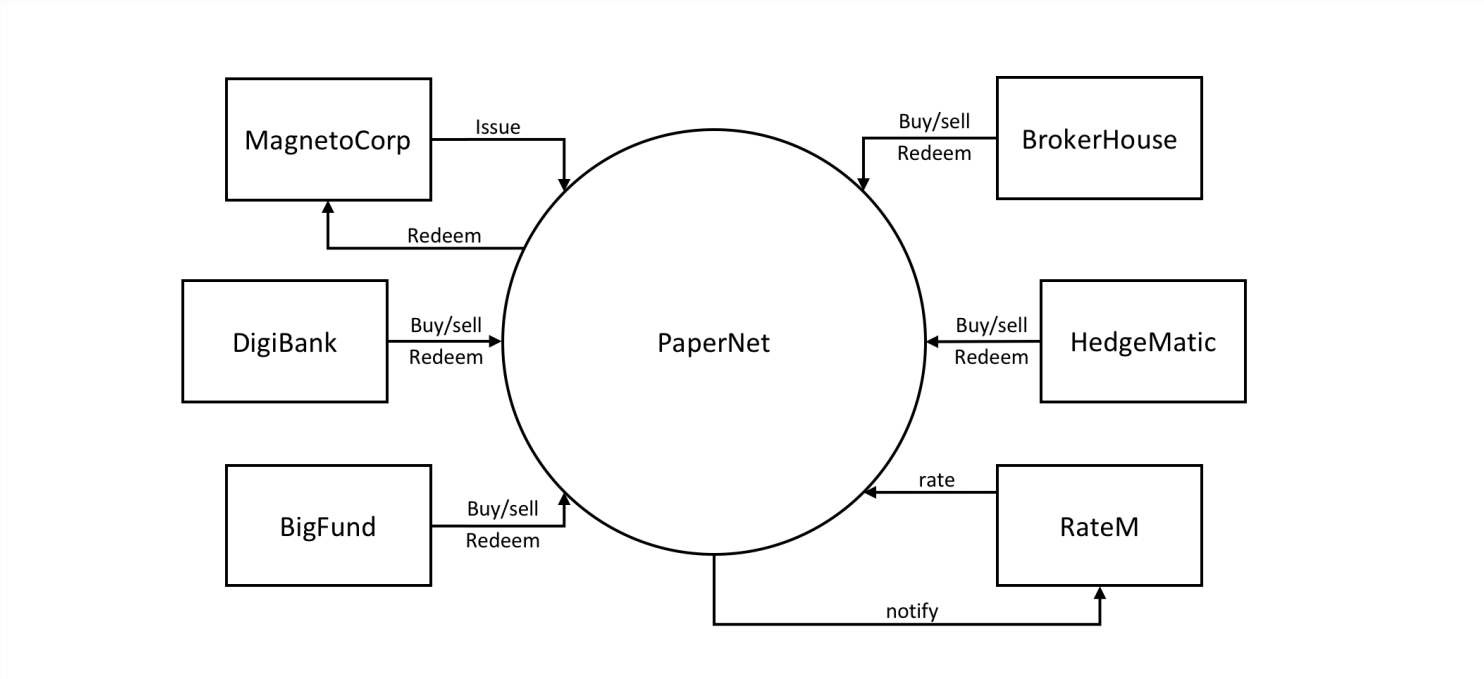 MagnetoCorp
Issue
Redeem
Buy/sell
Redeem
BrokerHouse
DigiBank
Buy/sell
Redeem
PaperNet
Buy/sell
Redeem
HedgeMatic
BigFund
Buy/sell
Redeem
rate
RateM
notify